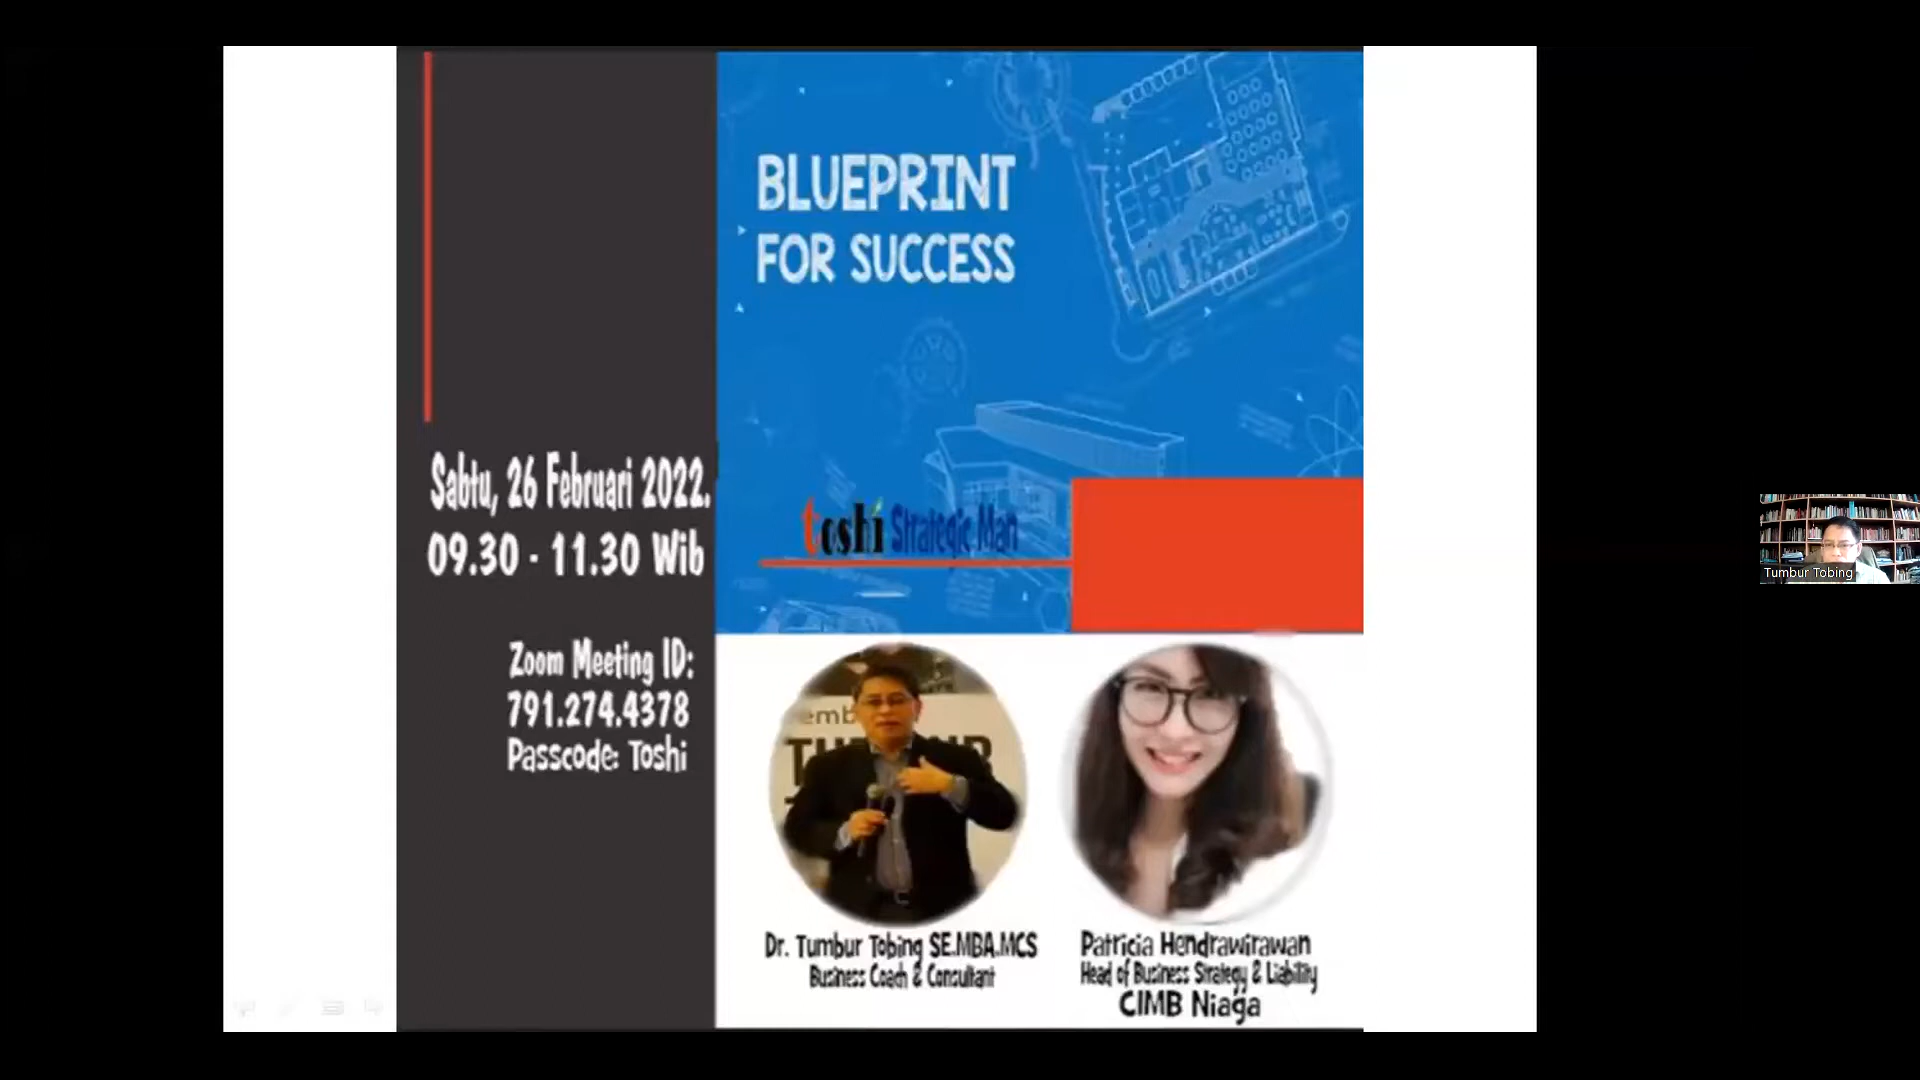 BLUEPRINT
FOR SUCCESS
Sabtu, 26 Februari 2022.
09.30 - 11.30 Wib
toshi Strategic Man
Zoom Meeting ID:
791.274.4378
Passcode: Toshi
Dr. Tumbur Tobing SE.MBA.MCS
Business Coach & Consultant
Patricia Hendrawirawan
Head of Business Strategy & Liability
CIMB Niaga
Tumbur Tobing